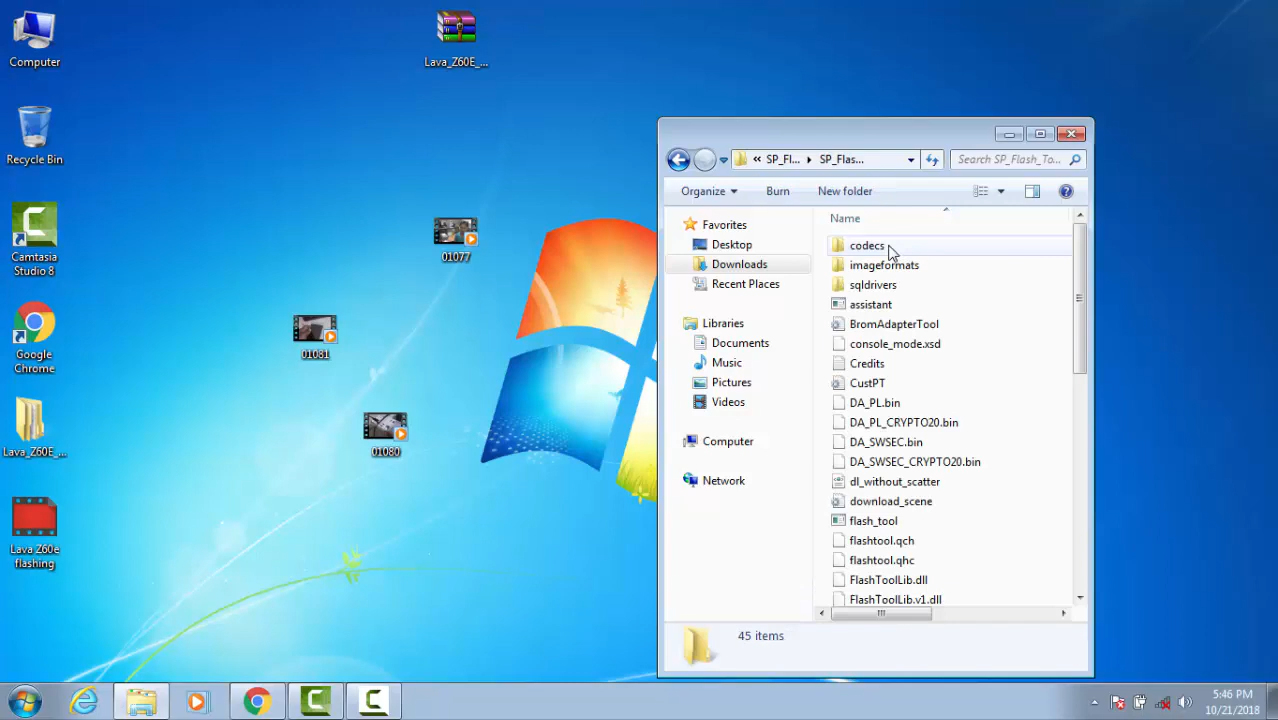 Computer
Recycle Bin
Camtasia
Studio 8
Google
Chrome
Lava_Z60E_...
Lava Z60e
flashing
Lava_Z60E_...
01077
01081
01080
« SP_Fl... SP_Flas...
Search SP_Flash_To...
Organize Burn New folder
Favorites
Desktop
Downloads
Recent Places
Libraries
Documents
Music
Pictures
Videos
Computer
Network
Name
codecs
imageformats
sqldrivers
assistant
BromAdapterTool
console_mode.xsd
Credits
CustPT
DA_PL.bin
DA_PL_CRYPTO20.bin
DA_SWSEC.bin
DA_SWSEC_CRYPTO20.bin
dl_without_scatter
download_scene
flash_tool
flashtool.qch
flashtool.qhc
FlashToolLib.dll
FlashToolLib.v1.dll
45 items
5:46 PM
10/21/2018